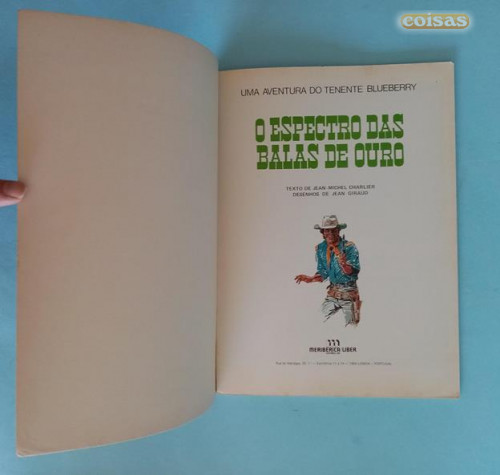 coisas
UMA AVENTURA DO TENENTE BLUEBERRY
O ESPECTRO DAS
BALAS DE OURO
TEXTO DE JEAN-MICHEL CHARLIER
DESENHOS DE JEAN GIRAUD
MERIBÉRICA/LIBER